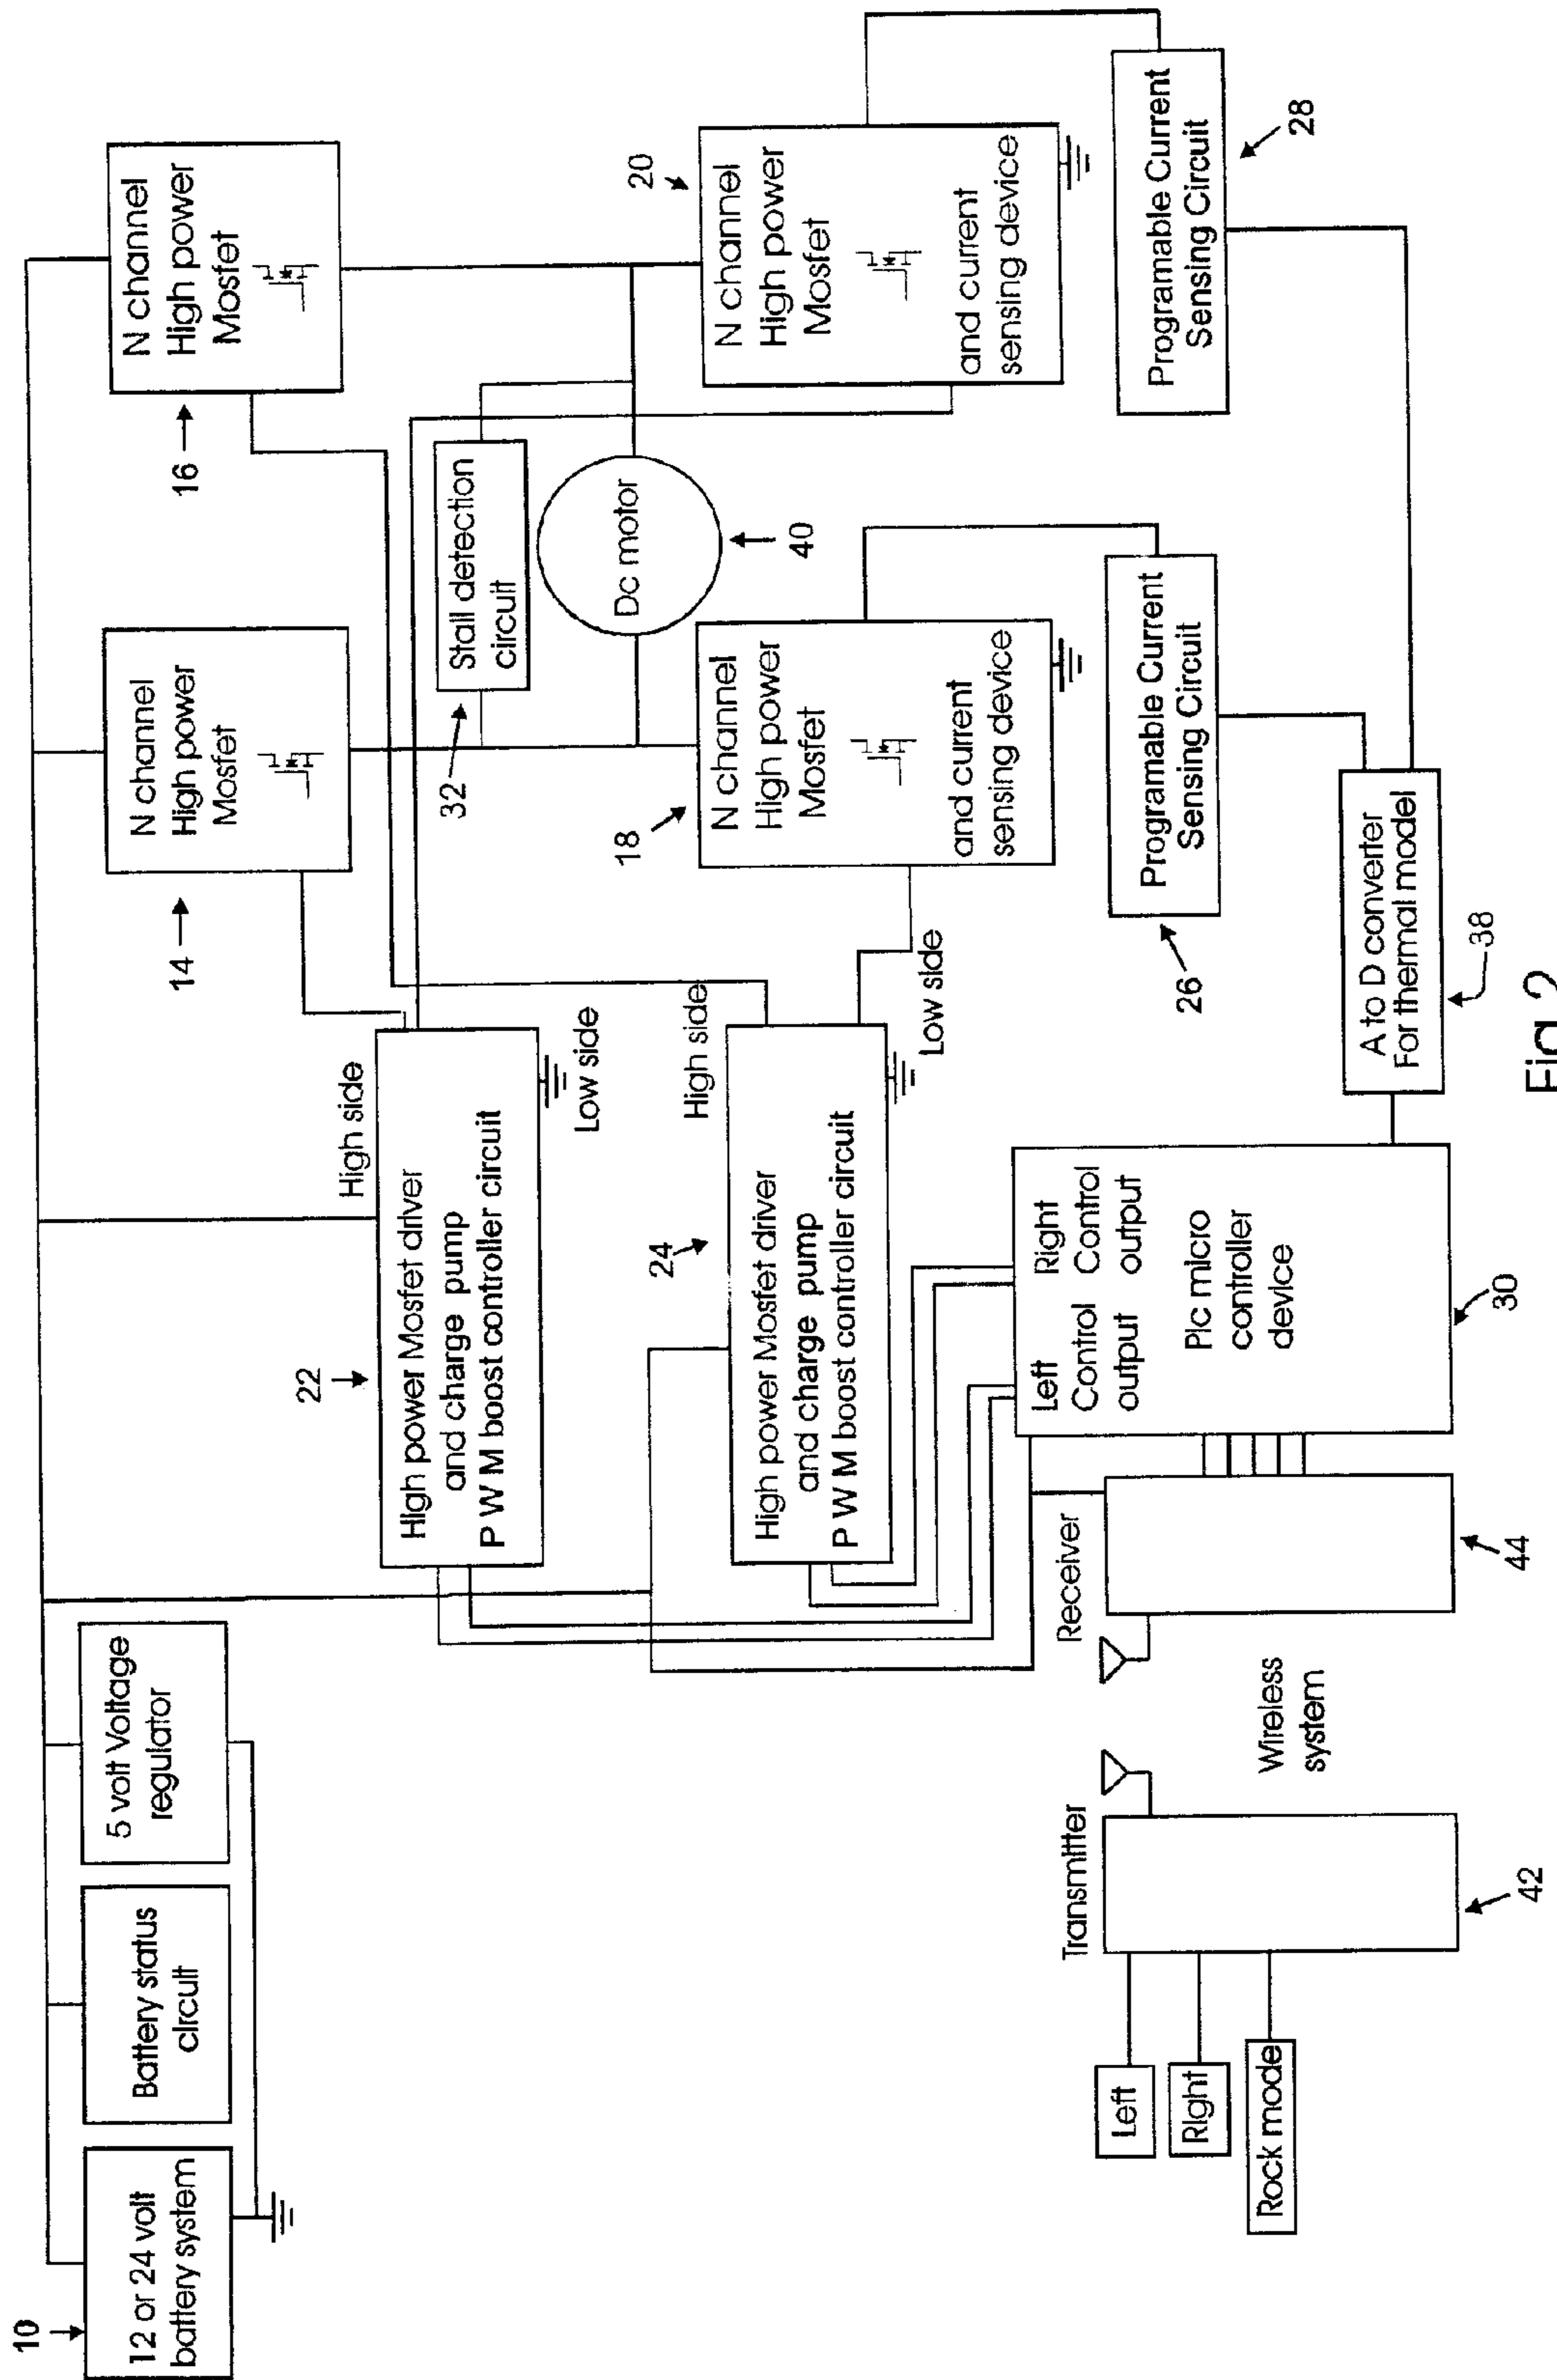 10
12 or 24 volt
battery system
Battery status
circuit
5 volt Voltage
regulator
14
N channel
High power
Mosfet
16
N channel
High power
Mosfet
22
High power Mosfet driver
and charge pump
P W M boost controller circuit
High side
Low side
32
Stall detection
circuit
Dc motor
40
24
High power Mosfet driver
and charge pump
P W M boost controller circuit
High side
Low side
18
N channel
High power
Mosfet
and current
sensing device
20
N channel
High power
Mosfet
and current
sensing device
Left
Right
Rock mode
Transmitter
42
Wireless
system
Receiver
44
Left
Control
output
Right
Control
output
Pic micro
controller
device
30
26
Programable Current
Sensing Circuit
Programable Current
Sensing Circuit
28
A to D converter
For thermal model
38
Fig 2